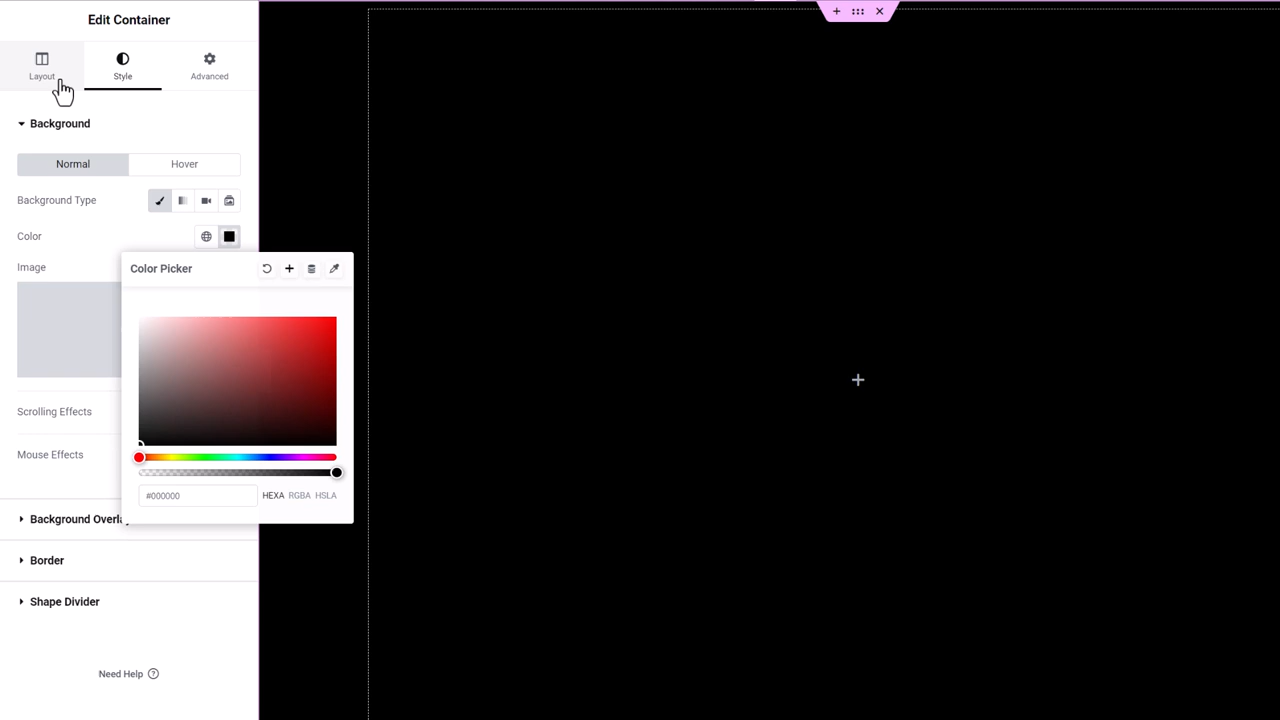 Edit Container
Layout
Style
Advanced
Background
Normal
Hover
Background Type
Color
Image
Color Picker
Scrolling Effects
Mouse Effects
#000000
HEXA RGBA HSLA
Background Overlay
Border
Shape Divider
Need Help